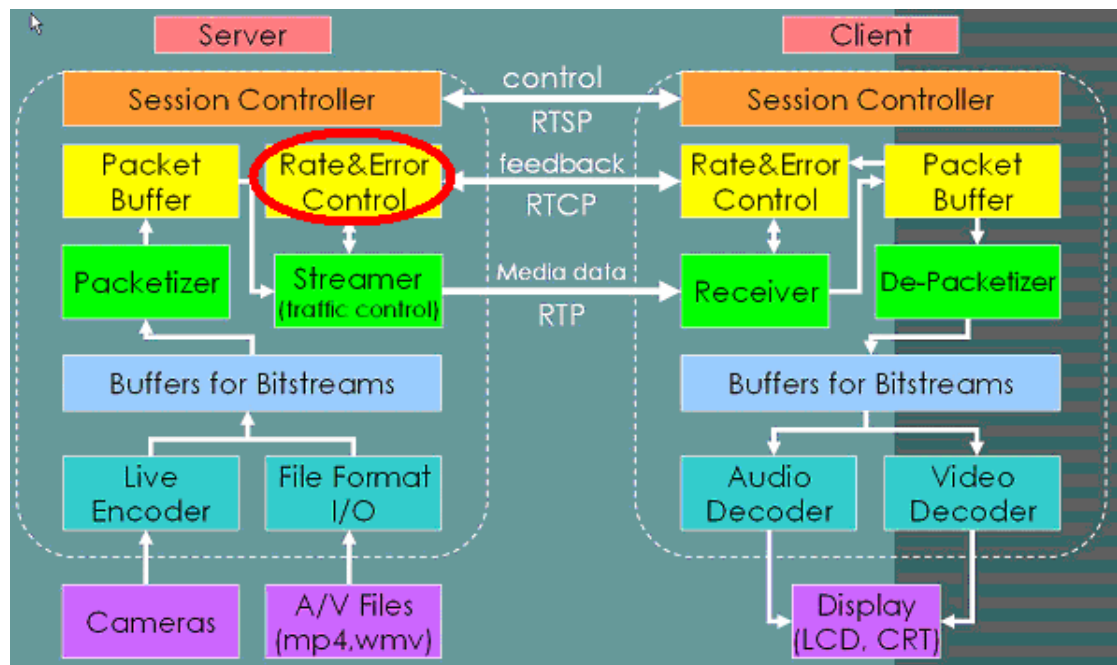 Server
Client
Session Controller
control
RTSP
Session Controller
Packet
Buffer
Rate&Error
Control
feedback
RTCP
Rate&Error
Control
Packet
Buffer
Packetizer
Streamer
(traffic control)
Media data
RTP
Receiver
De-Packetizer
Buffers for Bitstreams
Buffers for Bitstreams
Live
Encoder
File Format
I/O
Audio
Decoder
Video
Decoder
Cameras
A/V Files
(mp4,wmv)
Display
(LCD, CRT)